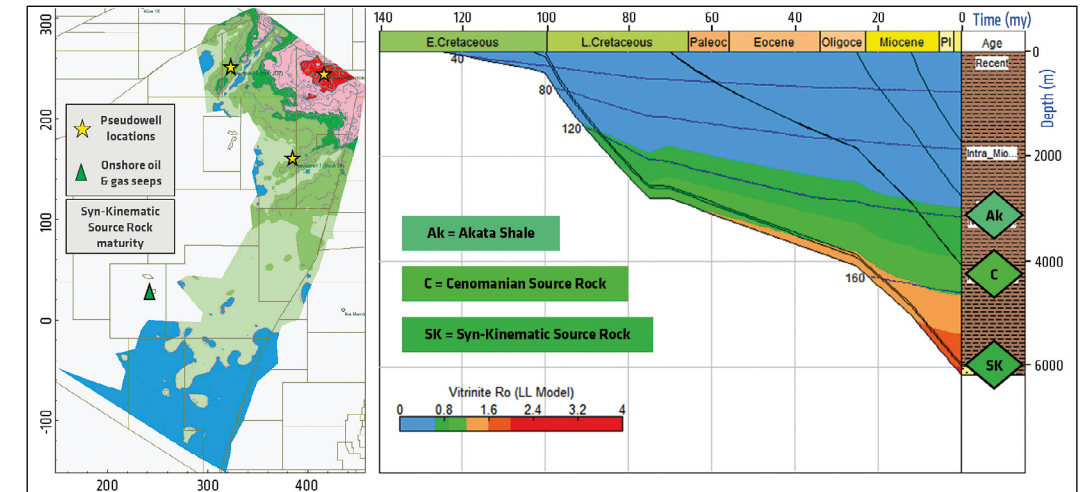 300
200
100
0
-100
200
300
400
Pseudowell
locations
Onshore oil
& gas seeps
Syn-Kinematic
Source Rock
maturity
140
120
100
80
60
40
20
0
Time (my)
E.Cretaceous
L.Cretaceous
Paleoc
Eocene
Oligoce
Miocene
Pl
Age
0
2000
4000
6000
Depth (m)
Recent
Intra_Mio...
40
80
120
160
Ak
C
SK
Ak = Akata Shale
C = Cenomanian Source Rock
SK = Syn-Kinematic Source Rock
Vitrinite Ro (LL Model)
0
0.8
1.6
2.4
3.2
4